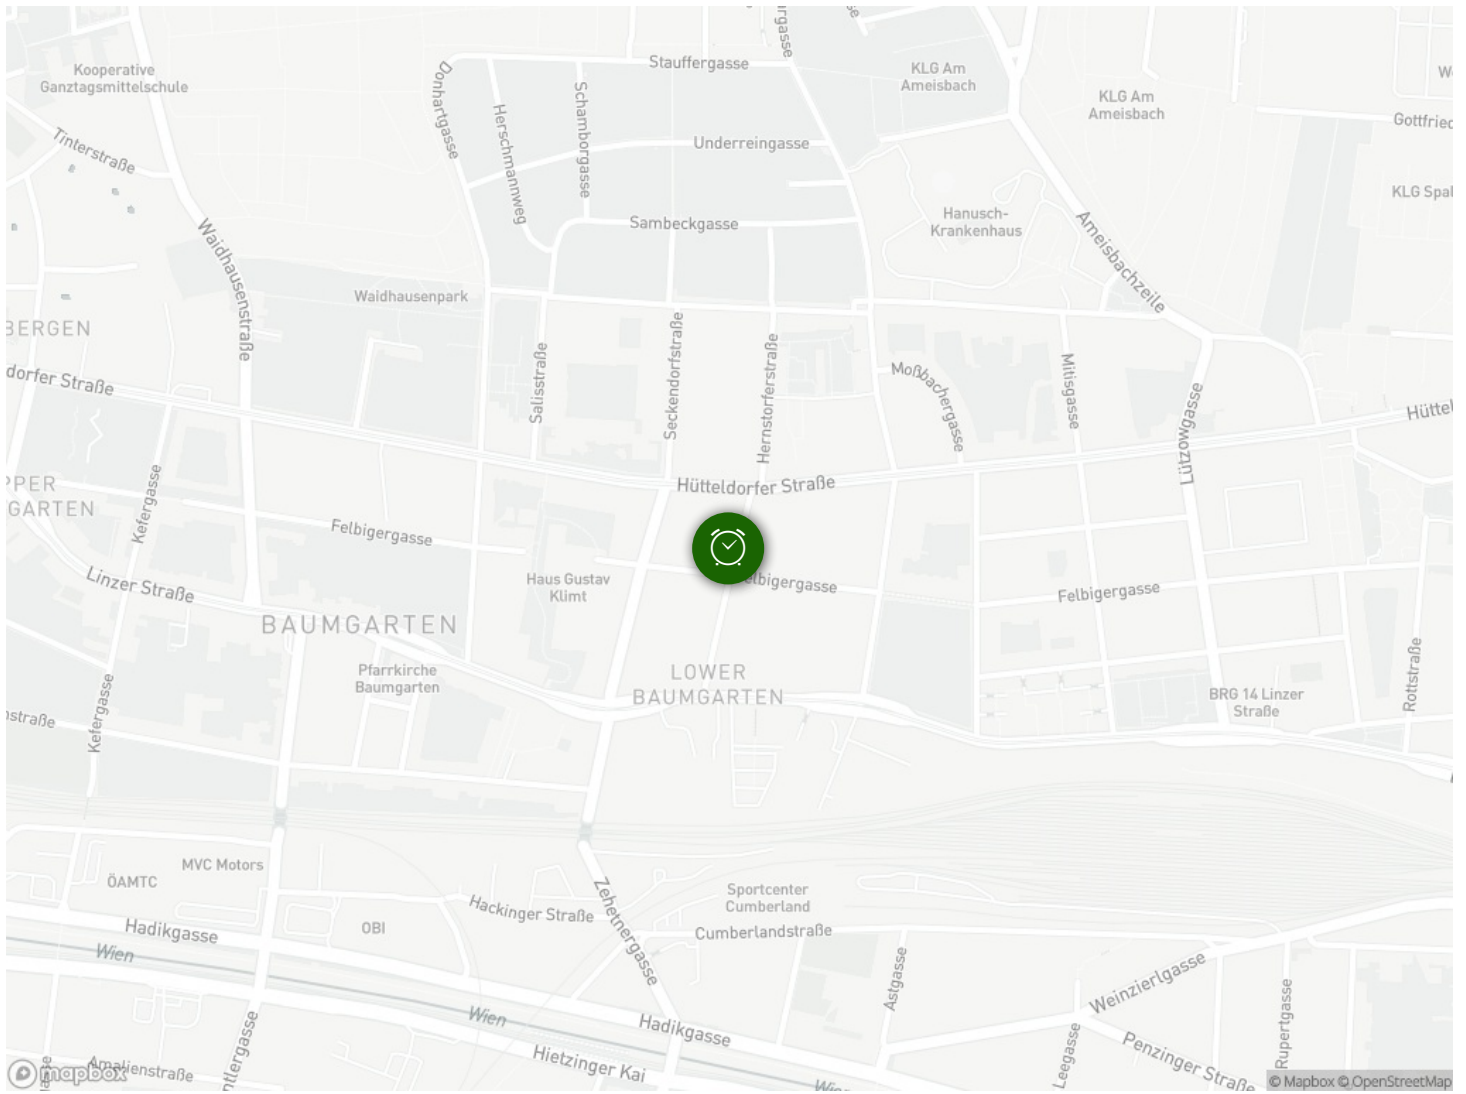 Stauffergasse
Kooperative
Ganztagsmittelschule
KLG Am
Ameisbach
KLG Am
Ameisbach
Donhartgasse
Herschmannweg
Schamborgasse
Tinterstraße
Underreingasse
Gottfried
KLG Spal
Sambeckgasse
Hanusch-
Krankenhaus
Ameisbachzeile
Waidhausenstraße
Waidhausenpark
BERGEN
Salisstraße
Seckendorfstraße
Hernstorferstraße
Moßbachergasse
Mitisgasse
Lützowgasse
dorfer Straße
Hüttel
Hütteldorfer Straße
PPER
GARTEN
Kefergasse
Felbigergasse
Linzer Straße
Haus Gustav
Klimt
elbigergasse
Felbigergasse
BAUMGARTEN
Pfarrkirche
Baumgarten
LOWER
BAUMGARTEN
BRG 14 Linzer
Straße
Rottstraße
Kefergasse
nstraße
MVC Motors
ÖAMTC
OBI
Hackinger Straße
Zehetnergasse
Sportcenter
Cumberland
Cumberlandstraße
Hadikgasse
Wien
Astgasse
Weinzierlgasse
Rupertgasse
Wien
Hadikgasse
Hietzinger Kai
Leegasse
Penzinger Straße
Amalienstraße
ntlergasse
Wien
mapbox
© Mapbox © OpenStreetMap